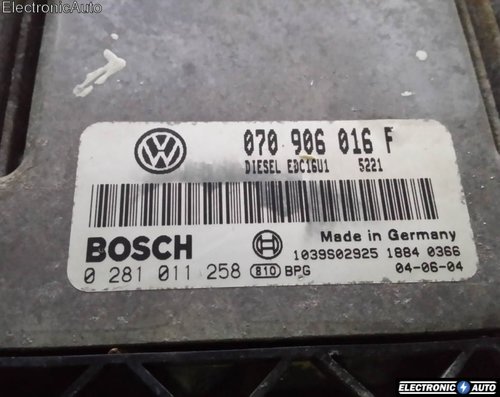 ElectronicAuto
070 906 016 F
DIESEL EDC16U1 5221
BOSCH
Made in Germany
1039S02925 1884 0366
0 281 011 258 810 BPG 04-06-04
ELECTRONIC AUTO